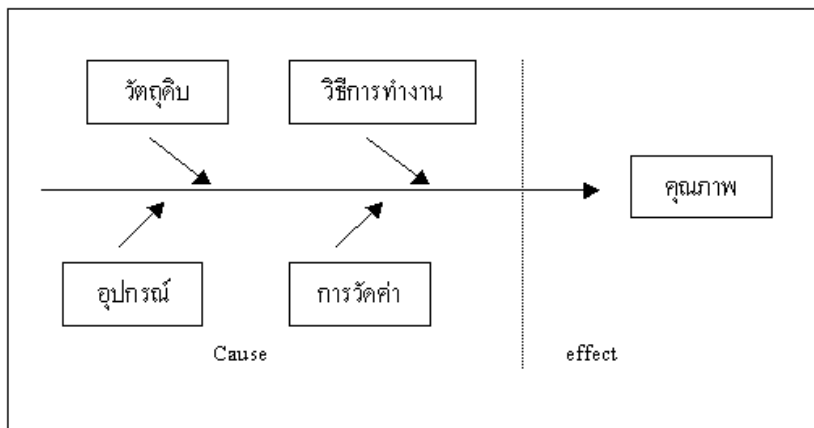 วัตถุดิบ
วิธีการทำงาน
คุณภาพ
อุปกรณ์
การวัดค่า
Cause
effect